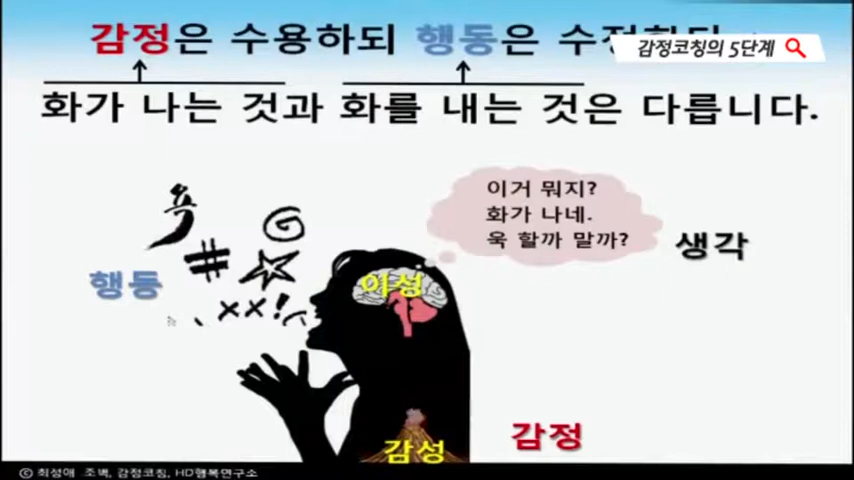 감정은 수용하되 행동은
감정코칭의 5단계
화가 나는 것과 화를 내는 것은 다릅니다.
이거 뭐지?
화가 나네.
욱 할까 말까?
생각
욕
#
행동
xx!
이성
감정
감성
ⓒ 최성애.조벽, 감정코칭, HD행복연구소